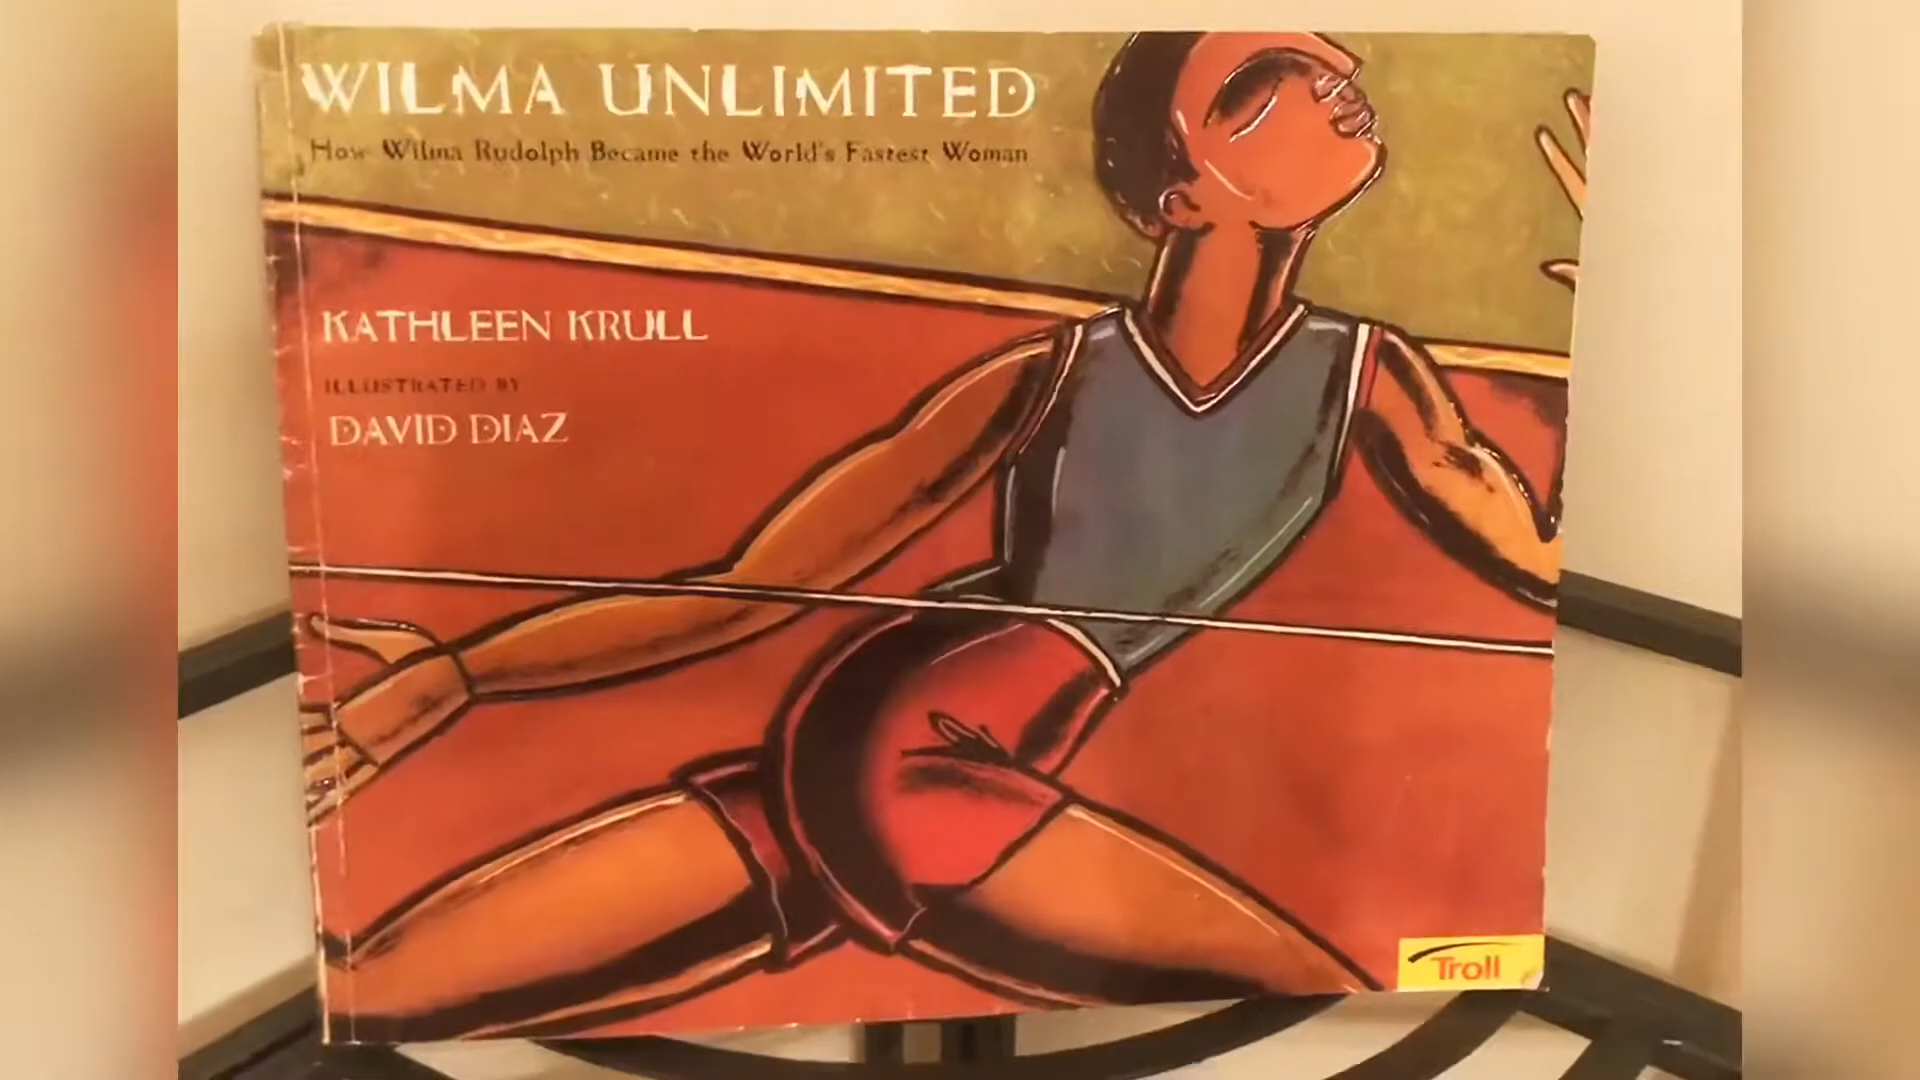 WILMA UNLIMITED
How Wilma Rudolph Became the World's Fastest Woman
KATHLEEN KRULL
ILLUSTRATED BY
DAVID DIAZ
Troll